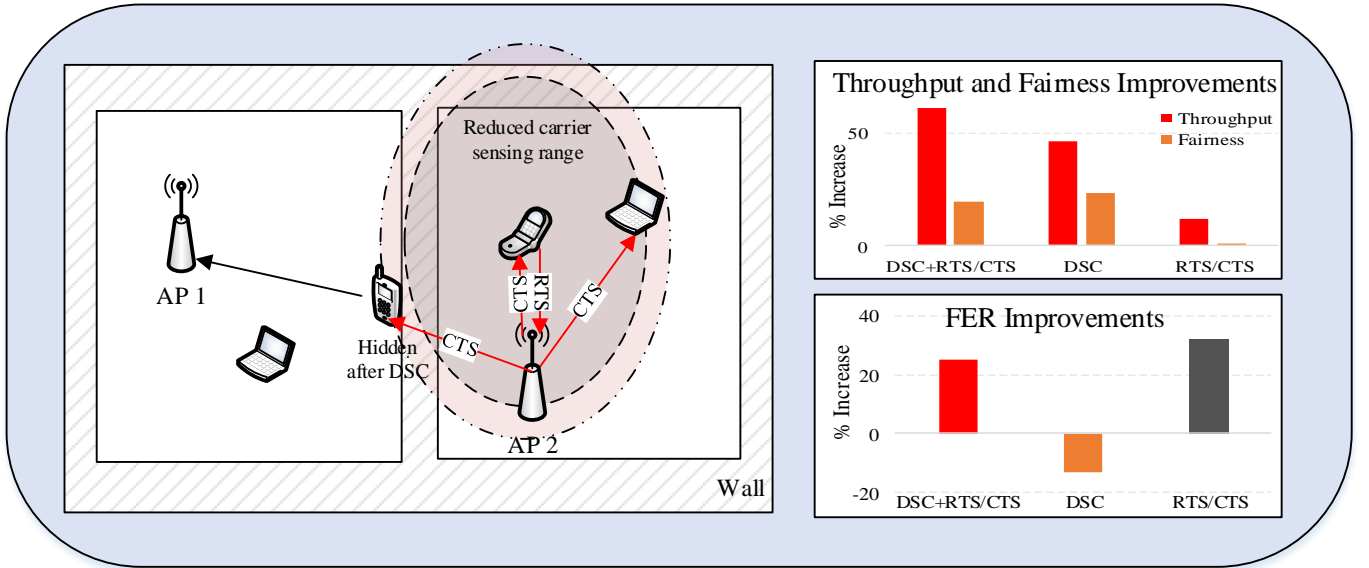 Reduced carrier
sensing range
AP 1
CTS
RTS
CTS
CTS
Hidden
after DSC
AP 2
Wall
Throughput and Fairness Improvements
% Increase
50
0
Throughput
Fairness
DSC+RTS/CTS
DSC
RTS/CTS
FER Improvements
% Increase
40
20
0
-20
DSC+RTS/CTS
DSC
RTS/CTS